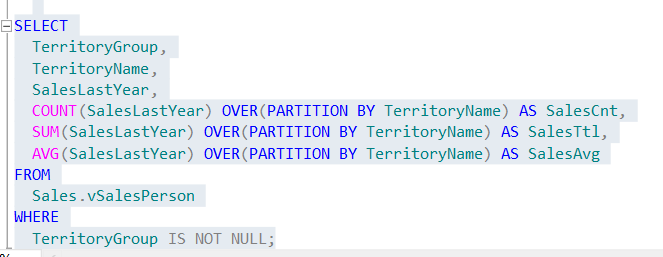 SELECT
TerritoryGroup,
TerritoryName,
SalesLastYear,
COUNT(SalesLastYear) OVER(PARTITION BY TerritoryName) AS SalesCnt,
SUM(SalesLastYear) OVER(PARTITION BY TerritoryName) AS SalesTtl,
AVG(SalesLastYear) OVER(PARTITION BY TerritoryName) AS SalesAvg
FROM
Sales.vSalesPerson
WHERE
TerritoryGroup IS NOT NULL;
%